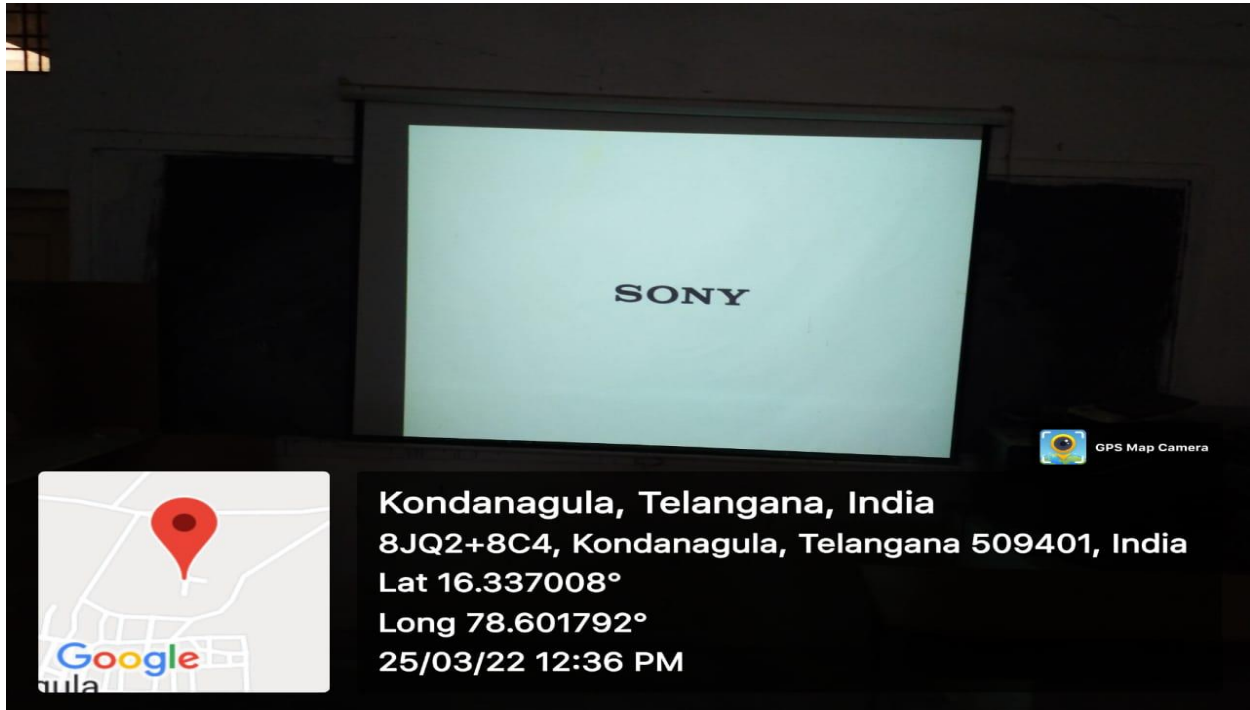 SONY
GPS Map Camera
Kondanagula, Telangana, India
8JQ2+8C4, Kondanagula, Telangana 509401, India
Lat 16.337008°
Long 78.601792°
25/03/22 12:36 PM
Google
gula